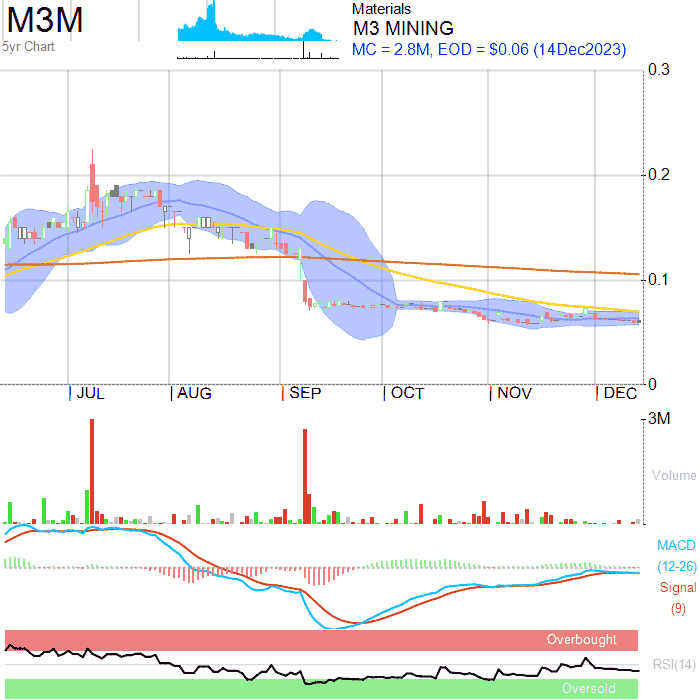 M3M
5yr Chart
Materials
M3 MINING
MC = 2.8M, EOD = $0.06 (14Dec2023)
0.3
0.2
0.1
0
JUL AUG SEP OCT NOV DEC
3M
Volume
MACD
(12-26)
Signal
(9)
Overbought
RSI(14)
Oversold